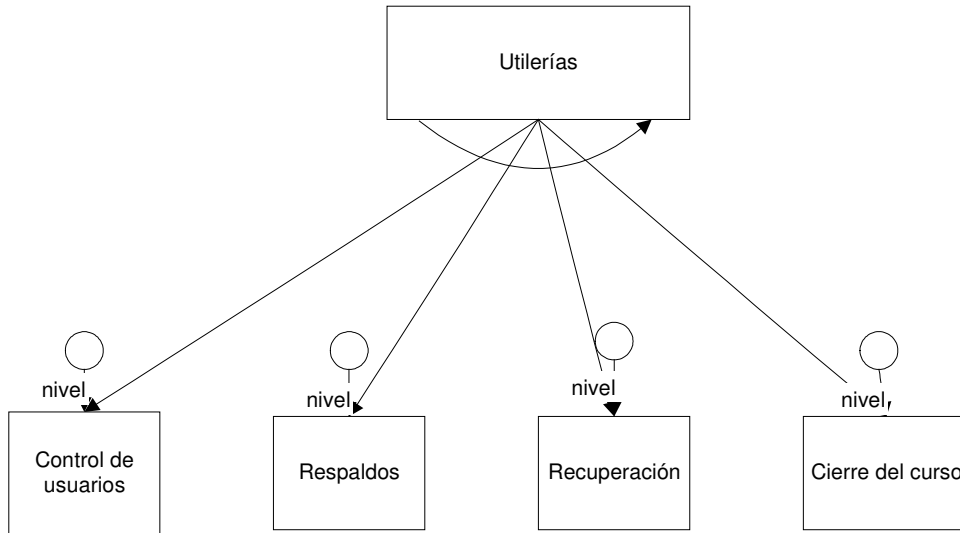 Utilerías
nivel
nivel
nivel
nivel
Control de
usuarios
Respaldos
Recuperación
Cierre del curso